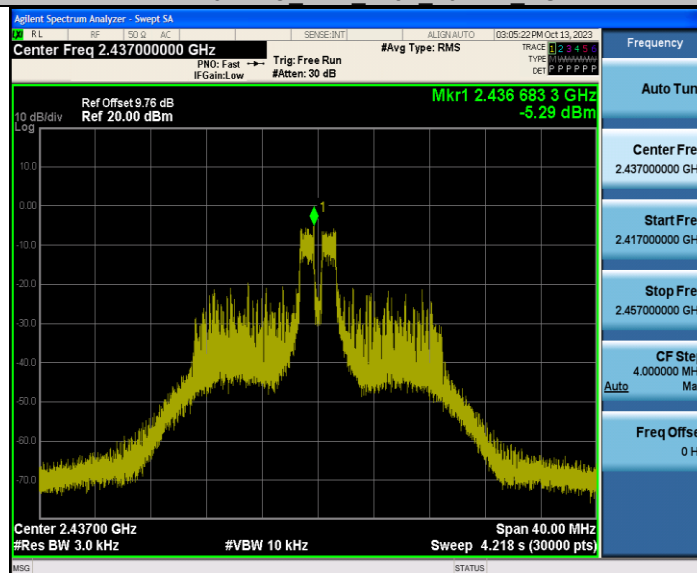 Agilent Spectrum Analyzer - Swept SA
RL RF 50 Ω AC SENSE:INT ALIGN AUTO 03:05:22 PM Oct 13, 2023
Center Freq 2.437000000 GHz
PNO: Fast
IFGain:Low
Trig: Free Run
#Atten: 30 dB
#Avg Type: RMS
TRACE 1 2 3 4 5 6
TYPE MWWWWW
DET P P P P P P
Ref Offset 9.76 dB
10 dB/div Ref 20.00 dBm
Log
Mkr1 2.436 683 3 GHz
-5.29 dBm
10.0
0.00
-10.0
-20.0
-30.0
-40.0
-50.0
-60.0
-70.0
1
Center 2.43700 GHz Span 40.00 MHz
#Res BW 3.0 kHz #VBW 10 kHz Sweep 4.218 s (30000 pts)
MSG STATUS
Frequency
Auto Tun
Center Fre
2.437000000 GH
Start Fre
2.417000000 GH
Stop Fre
2.457000000 GH
CF Ste
4.000000 MH
Auto Ma
Freq Offse
0 H